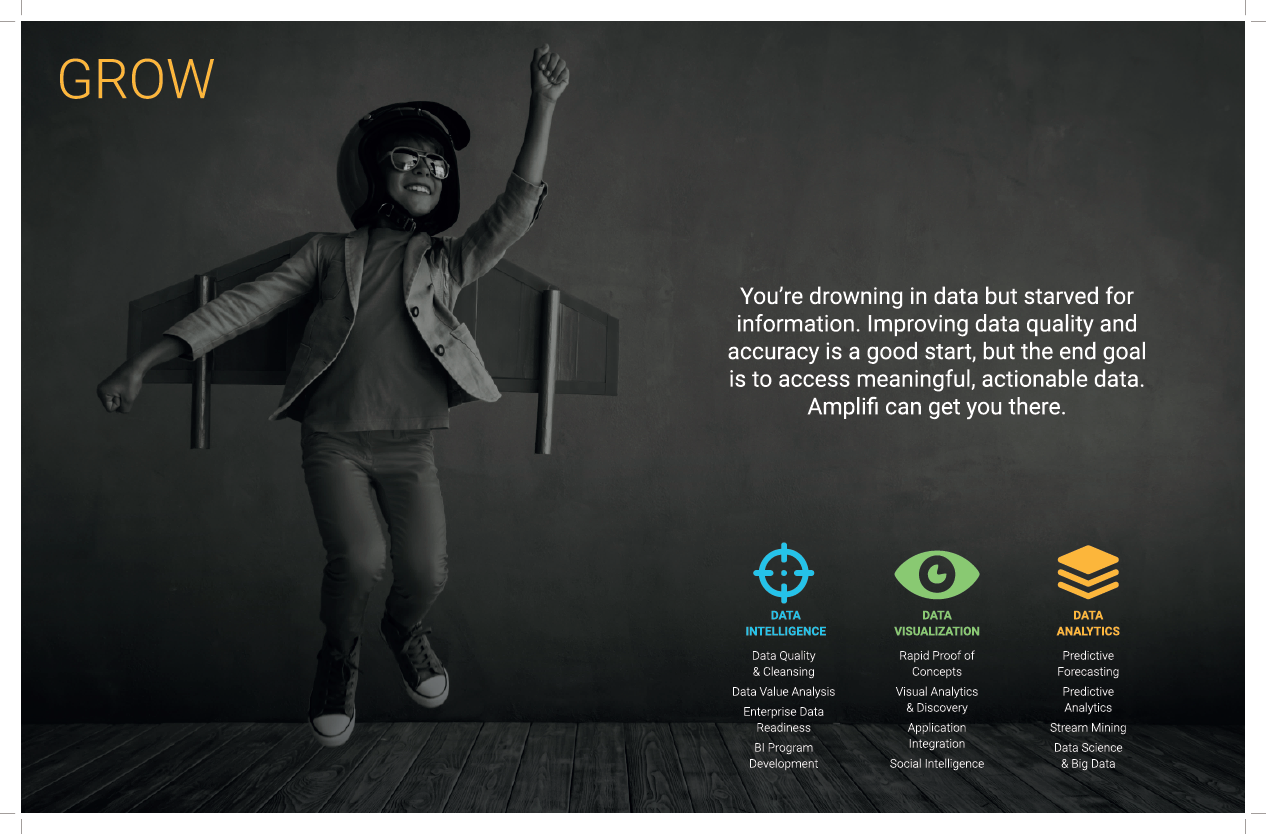 GROW
You’re drowning in data but starved for
information. Improving data quality and
accuracy is a good start, but the end goal
is to access meaningful, actionable data.
Amplifi can get you there.
DATA
INTELLIGENCE
Data Quality
& Cleansing
Data Value Analysis
Enterprise Data
Readiness
BI Program
Development
DATA
VISUALIZATION
Rapid Proof of
Concepts
Visual Analytics
& Discovery
Application
Integration
Social Intelligence
DATA
ANALYTICS
Predictive
Forecasting
Predictive
Analytics
Stream Mining
Data Science
& Big Data